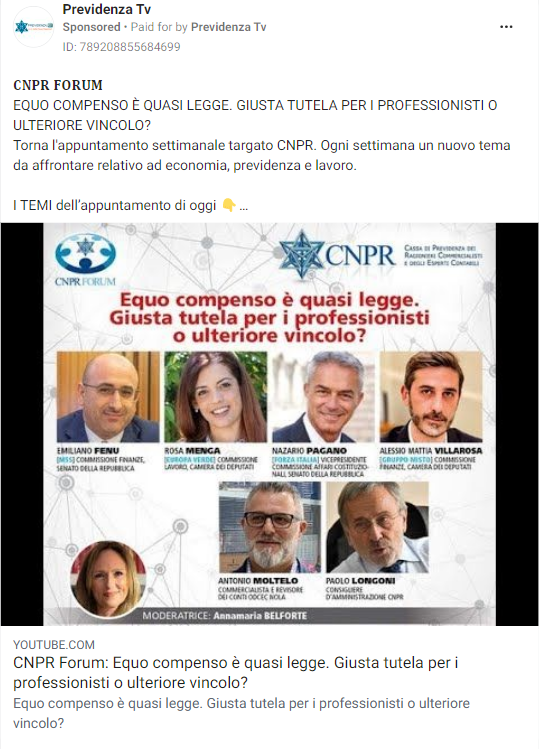 Previdenza Tv
Sponsored • Paid for by Previdenza Tv
ID: 789208855684699
CNPR FORUM
EQUO COMPENSO È QUASI LEGGE. GIUSTA TUTELA PER I PROFESSIONISTI O
ULTERIORE VINCOLO?
Torna l'appuntamento settimanale targato CNPR. Ogni settimana un nuovo tema
da affrontare relativo ad economia, previdenza e lavoro.
I TEMI dell’appuntamento di oggi 👇 ...
CNPR FORUM
CNPR
CASSA DI PREVIDENZA DEI
RAGIONIERI COMMERCIALISTI
E DEGLI ESPERTI CONTABILI
Equo compenso è quasi legge.
Giusta tutela per i professionisti
o ulteriore vincolo?
EMILIANO FENU
[M5S] COMMISSIONE FINANZE,
SENATO DELLA REPUBBLICA
ROSA MENGA
[EUROPA VERDE] COMMISSIONE
LAVORO, CAMERA DEI DEPUTATI
NAZARIO PAGANO
[FORZA ITALIA] VICEPRESIDENTE
COMMISSIONE AFFARI COSTITUZIO-
NALI, SENATO DELLA REPUBBLICA
ALESSIO MATTIA VILLAROSA
[GRUPPO MISTO] COMMISSIONE
FINANZE, CAMERA DEI DEPUTATI
ANTONIO MOLTELO
COMMERCIALISTA E REVISORE
DEI CONTI ODCEC NOLA
PAOLO LONGONI
CONSIGLIERE
D'AMMINISTRAZIONE CNPR
MODERATRICE: Annamaria BELFORTE
YOUTUBE.COM
CNPR Forum: Equo compenso è quasi legge. Giusta tutela per i
professionisti o ulteriore vincolo?
Equo compenso è quasi legge. Giusta tutela per i professionisti o ulteriore
vincolo?